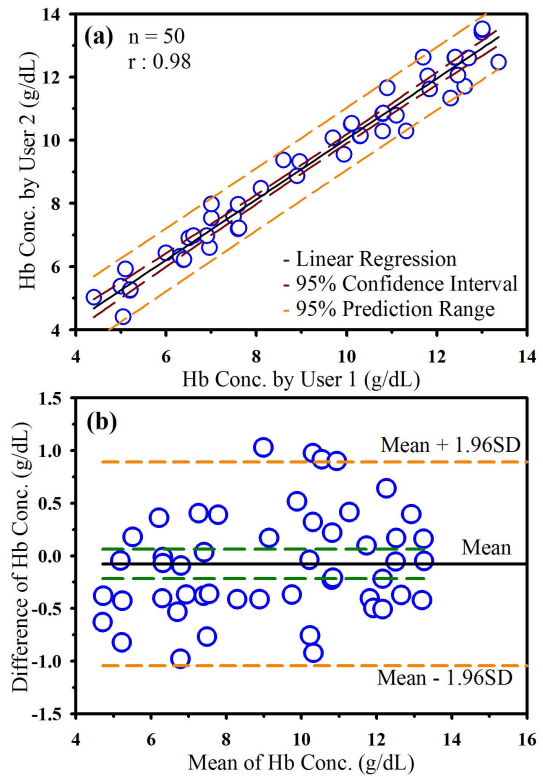 14
(a)
n = 50
r : 0.98
12
10
8
6
4
Hb Conc. by User 2 (g/dL)
- Linear Regression
- 95% Confidence Interval
- 95% Prediction Range
4 6 8 10 12 14
Hb Conc. by User 1 (g/dL)
1.5
(b)
1.0
Mean + 1.96SD
0.5
0.0
Mean
-0.5
-1.0
Mean - 1.96SD
-1.5
Difference of Hb Conc. (g/dL)
4 6 8 10 12 14 16
Mean of Hb Conc. (g/dL)